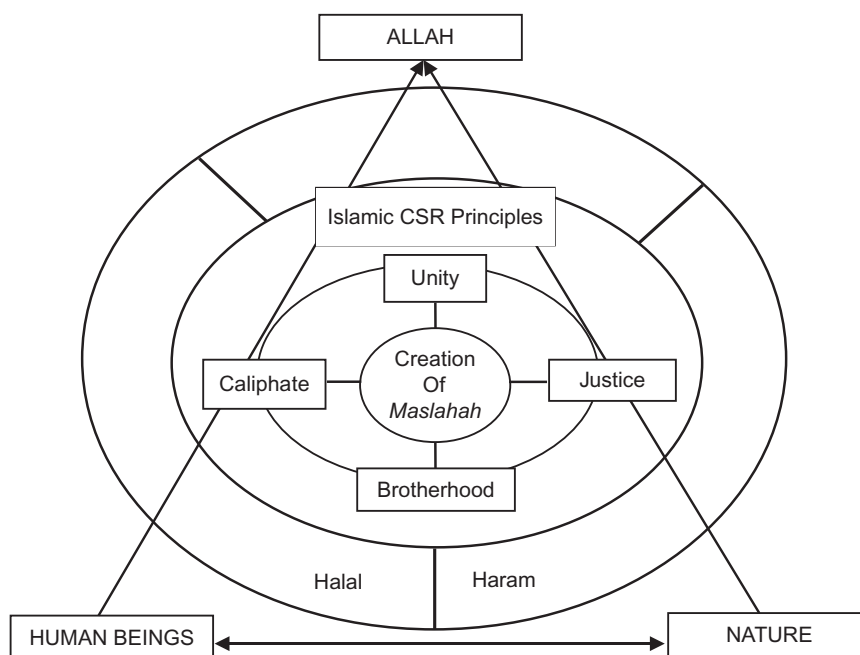 ALLAH
Islamic CSR Principles
Unity
Caliphate
Creation
Of
Maslahah
Justice
Brotherhood
Halal
Haram
HUMAN BEINGS
NATURE